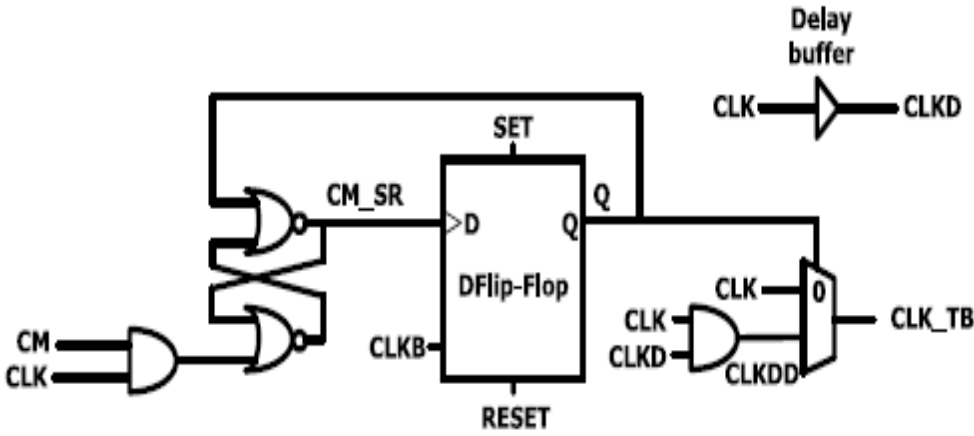 Delay
buffer
CLK
CLKD
SET
CM_SR
Q
D
Q
DFlip-Flop
CLK
0
CLK_TB
CM
CLK
CLKB
CLK
CLKD
CLKDD
RESET